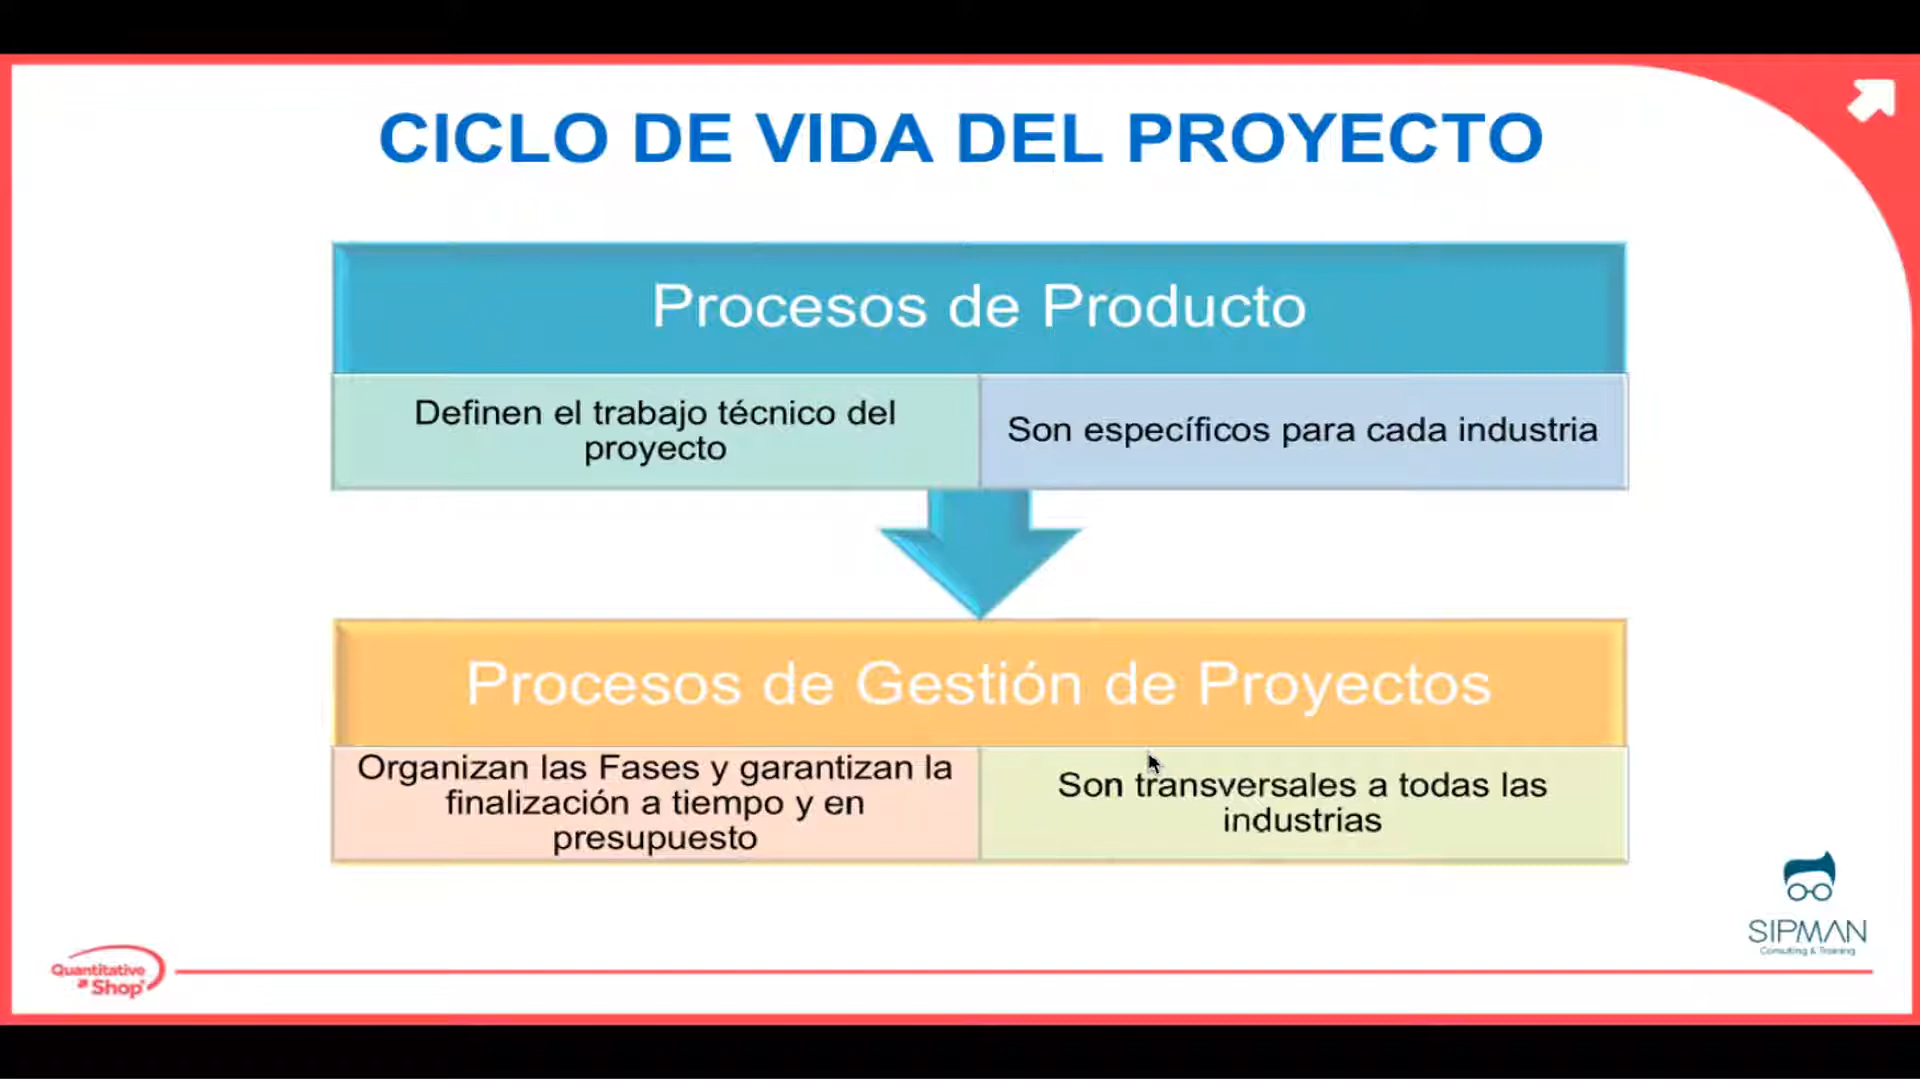 CICLO DE VIDA DEL PROYECTO
Procesos de Producto
Definen el trabajo técnico del
proyecto
Son específicos para cada industria
Procesos de Gestión de Proyectos
Organizan las Fases y garantizan la
finalización a tiempo y en
presupuesto
Son transversales a todas las
industrias
SIPMAN
Consulting & Training
Quantitative
Shop